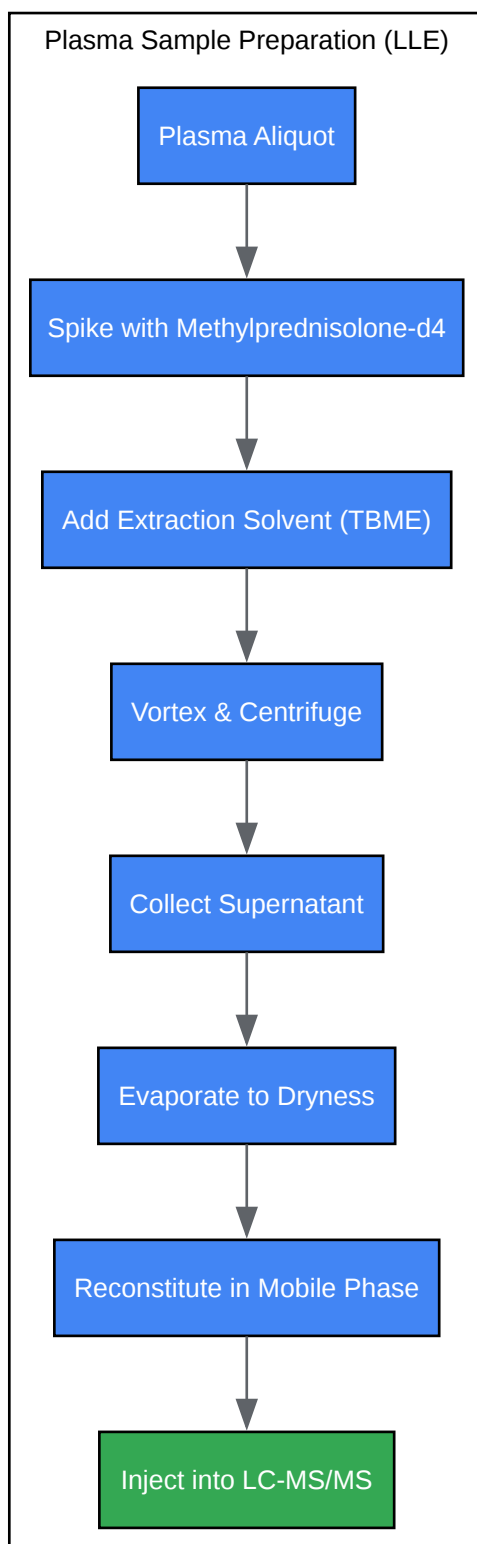 Plasma Sample Preparation (LLE)
Plasma Aliquot
Spike with Methylprednisolone-d4
Add Extraction Solvent (TBME)
Vortex & Centrifuge
Collect Supernatant
Evaporate to Dryness
Reconstitute in Mobile Phase
Inject into LC-MS/MS